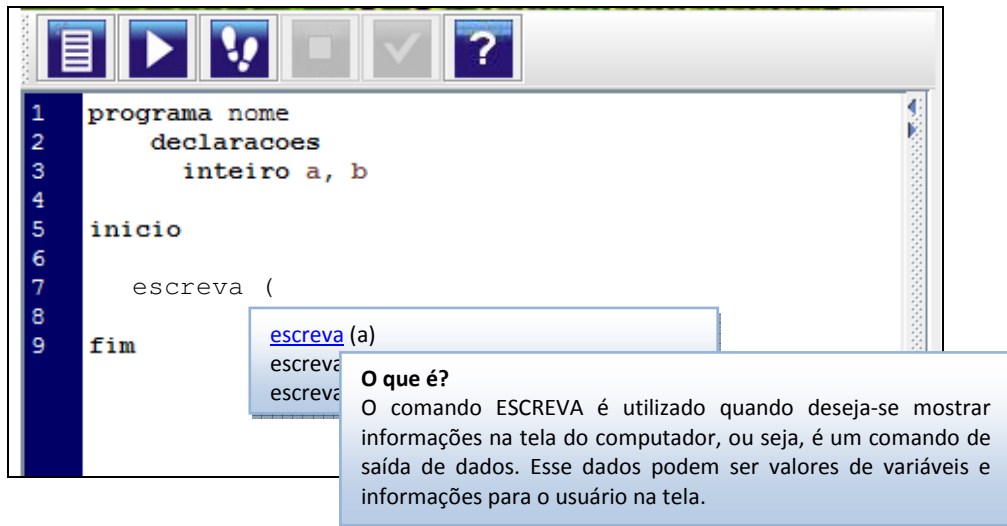 ?
1 programa nome
2 declaracoes
3 inteiro a, b
4
5 inicio
6
7 escreva (
8
9 fim
escreva (a)
escreva
escreva
O que é?
O comando ESCREVA é utilizado quando deseja-se mostrar
informações na tela do computador, ou seja, é um comando de
saída de dados. Esse dados podem ser valores de variáveis e
informações para o usuário na tela.